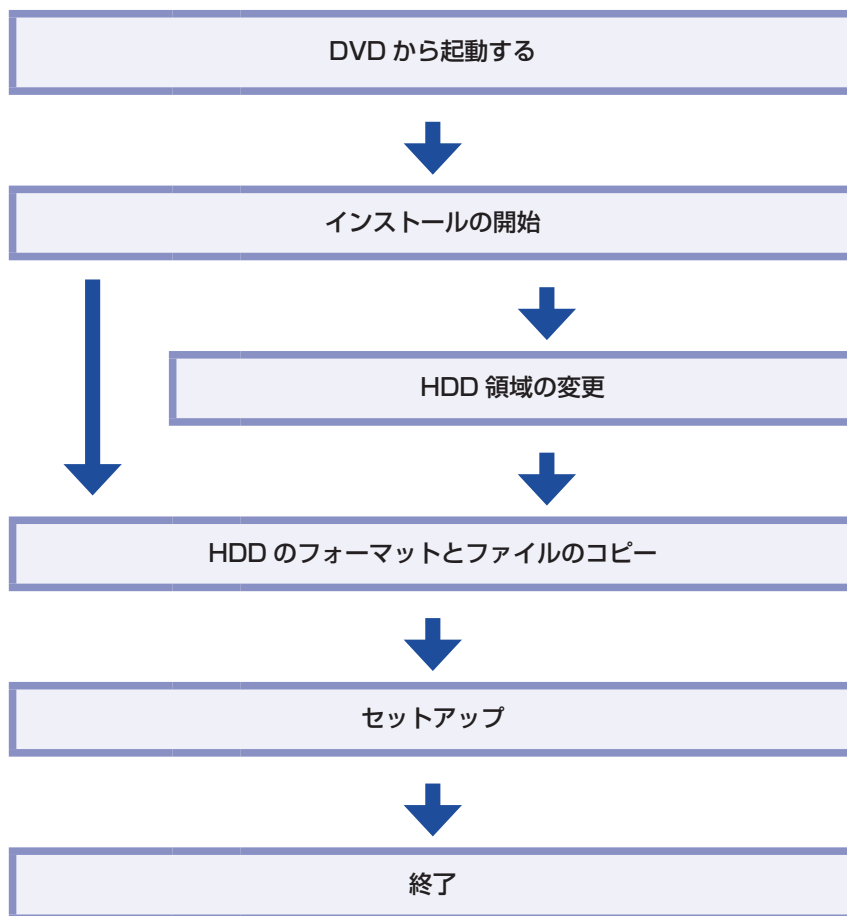 DVD から起動する
インストールの開始
HDD 領域の変更
HDD のフォーマットとファイルのコピー
セットアップ
終了